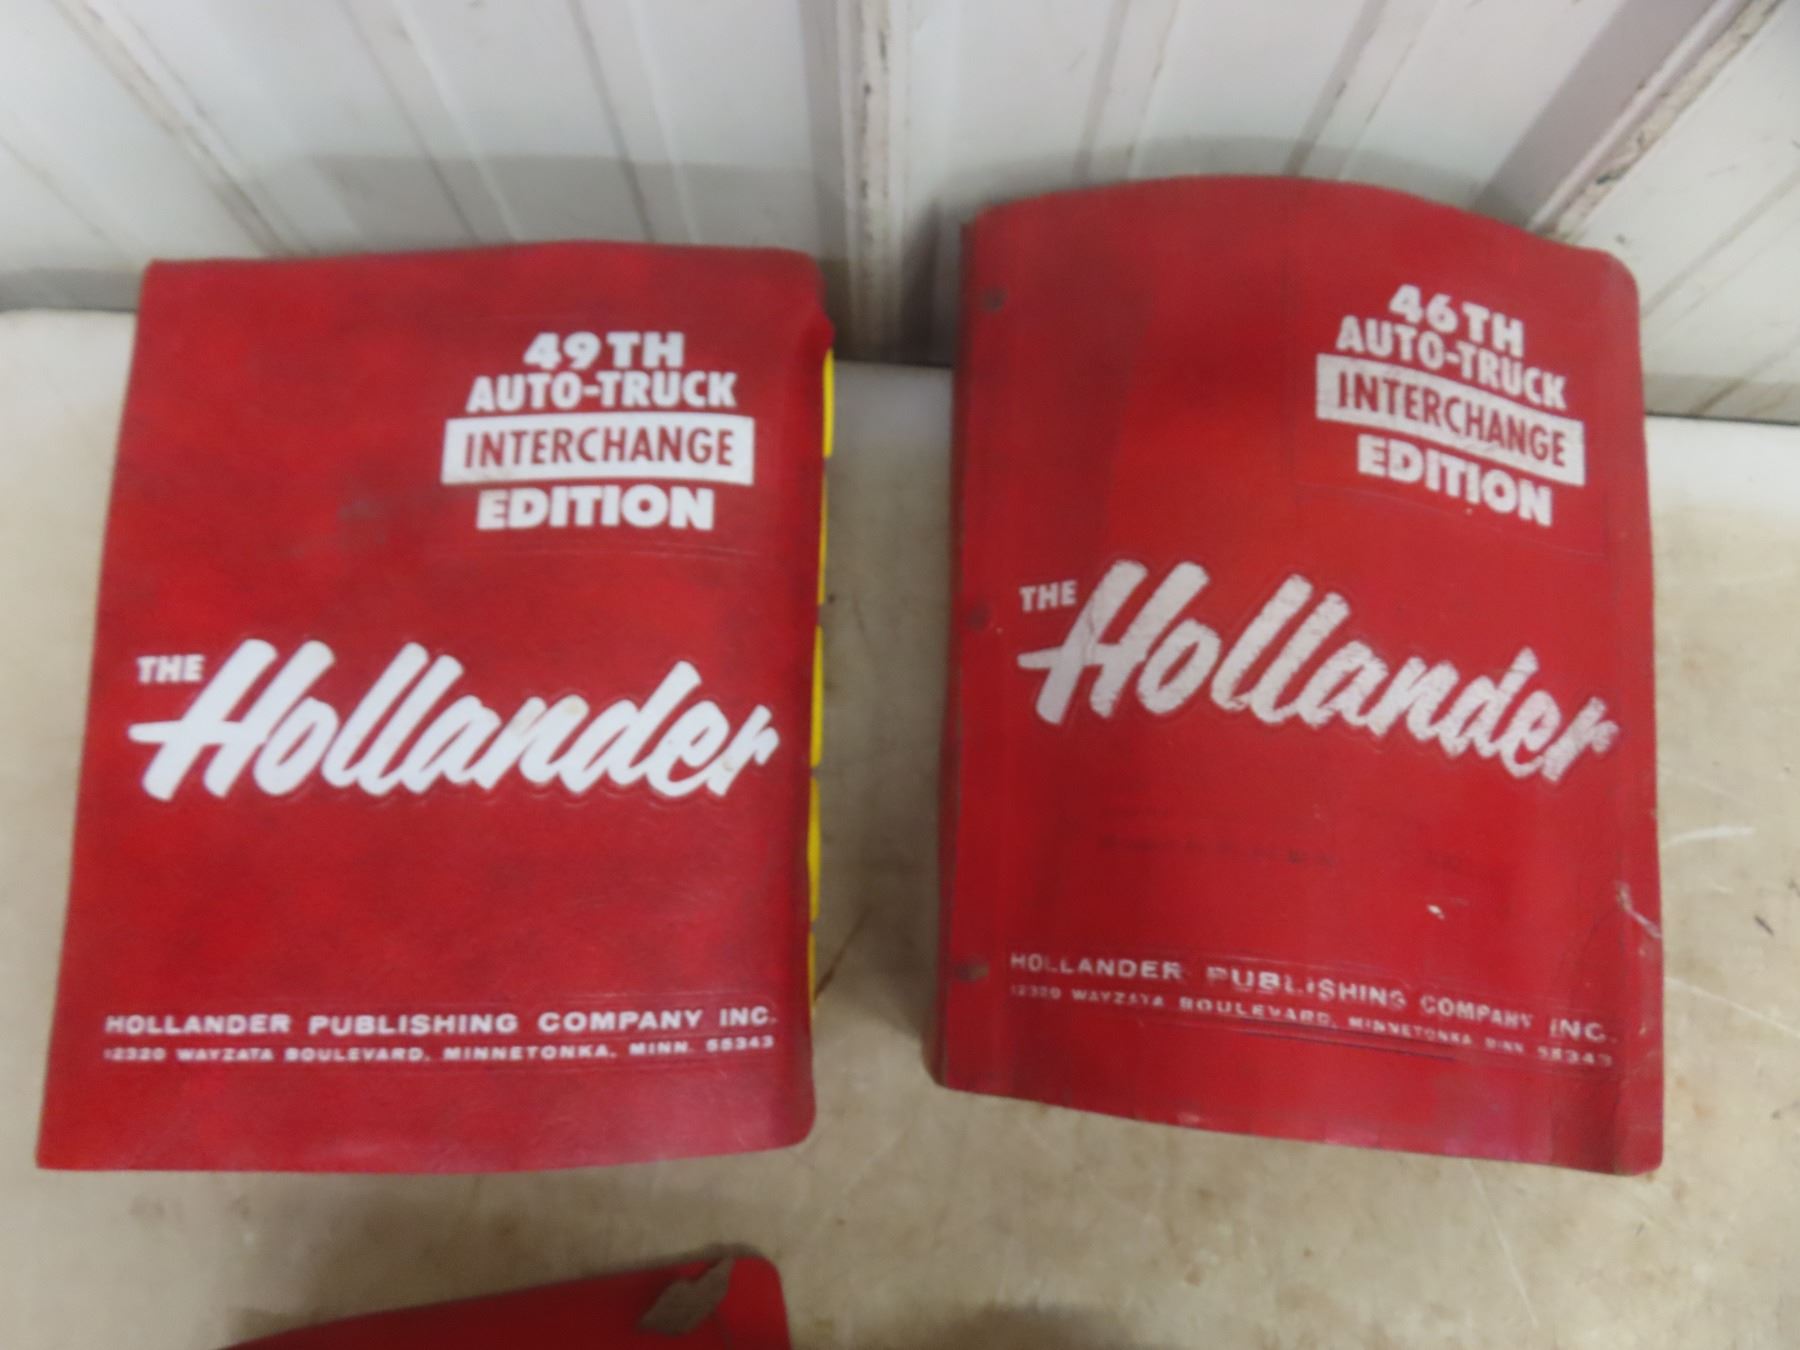 49TH
AUTO-TRUCK
INTERCHANGE
EDITION
THE Hollander
HOLLANDER PUBLISHING COMPANY INC.
12320 WAYZATA BOULEVARD, MINNETONKA, MINN. 55343
46TH
AUTO-TRUCK
INTERCHANGE
EDITION
THE Hollander
HOLLANDER PUBLISHING COMPANY INC.
12320 WAYZATA BOULEVARD, MINNETONKA MINN. 55343